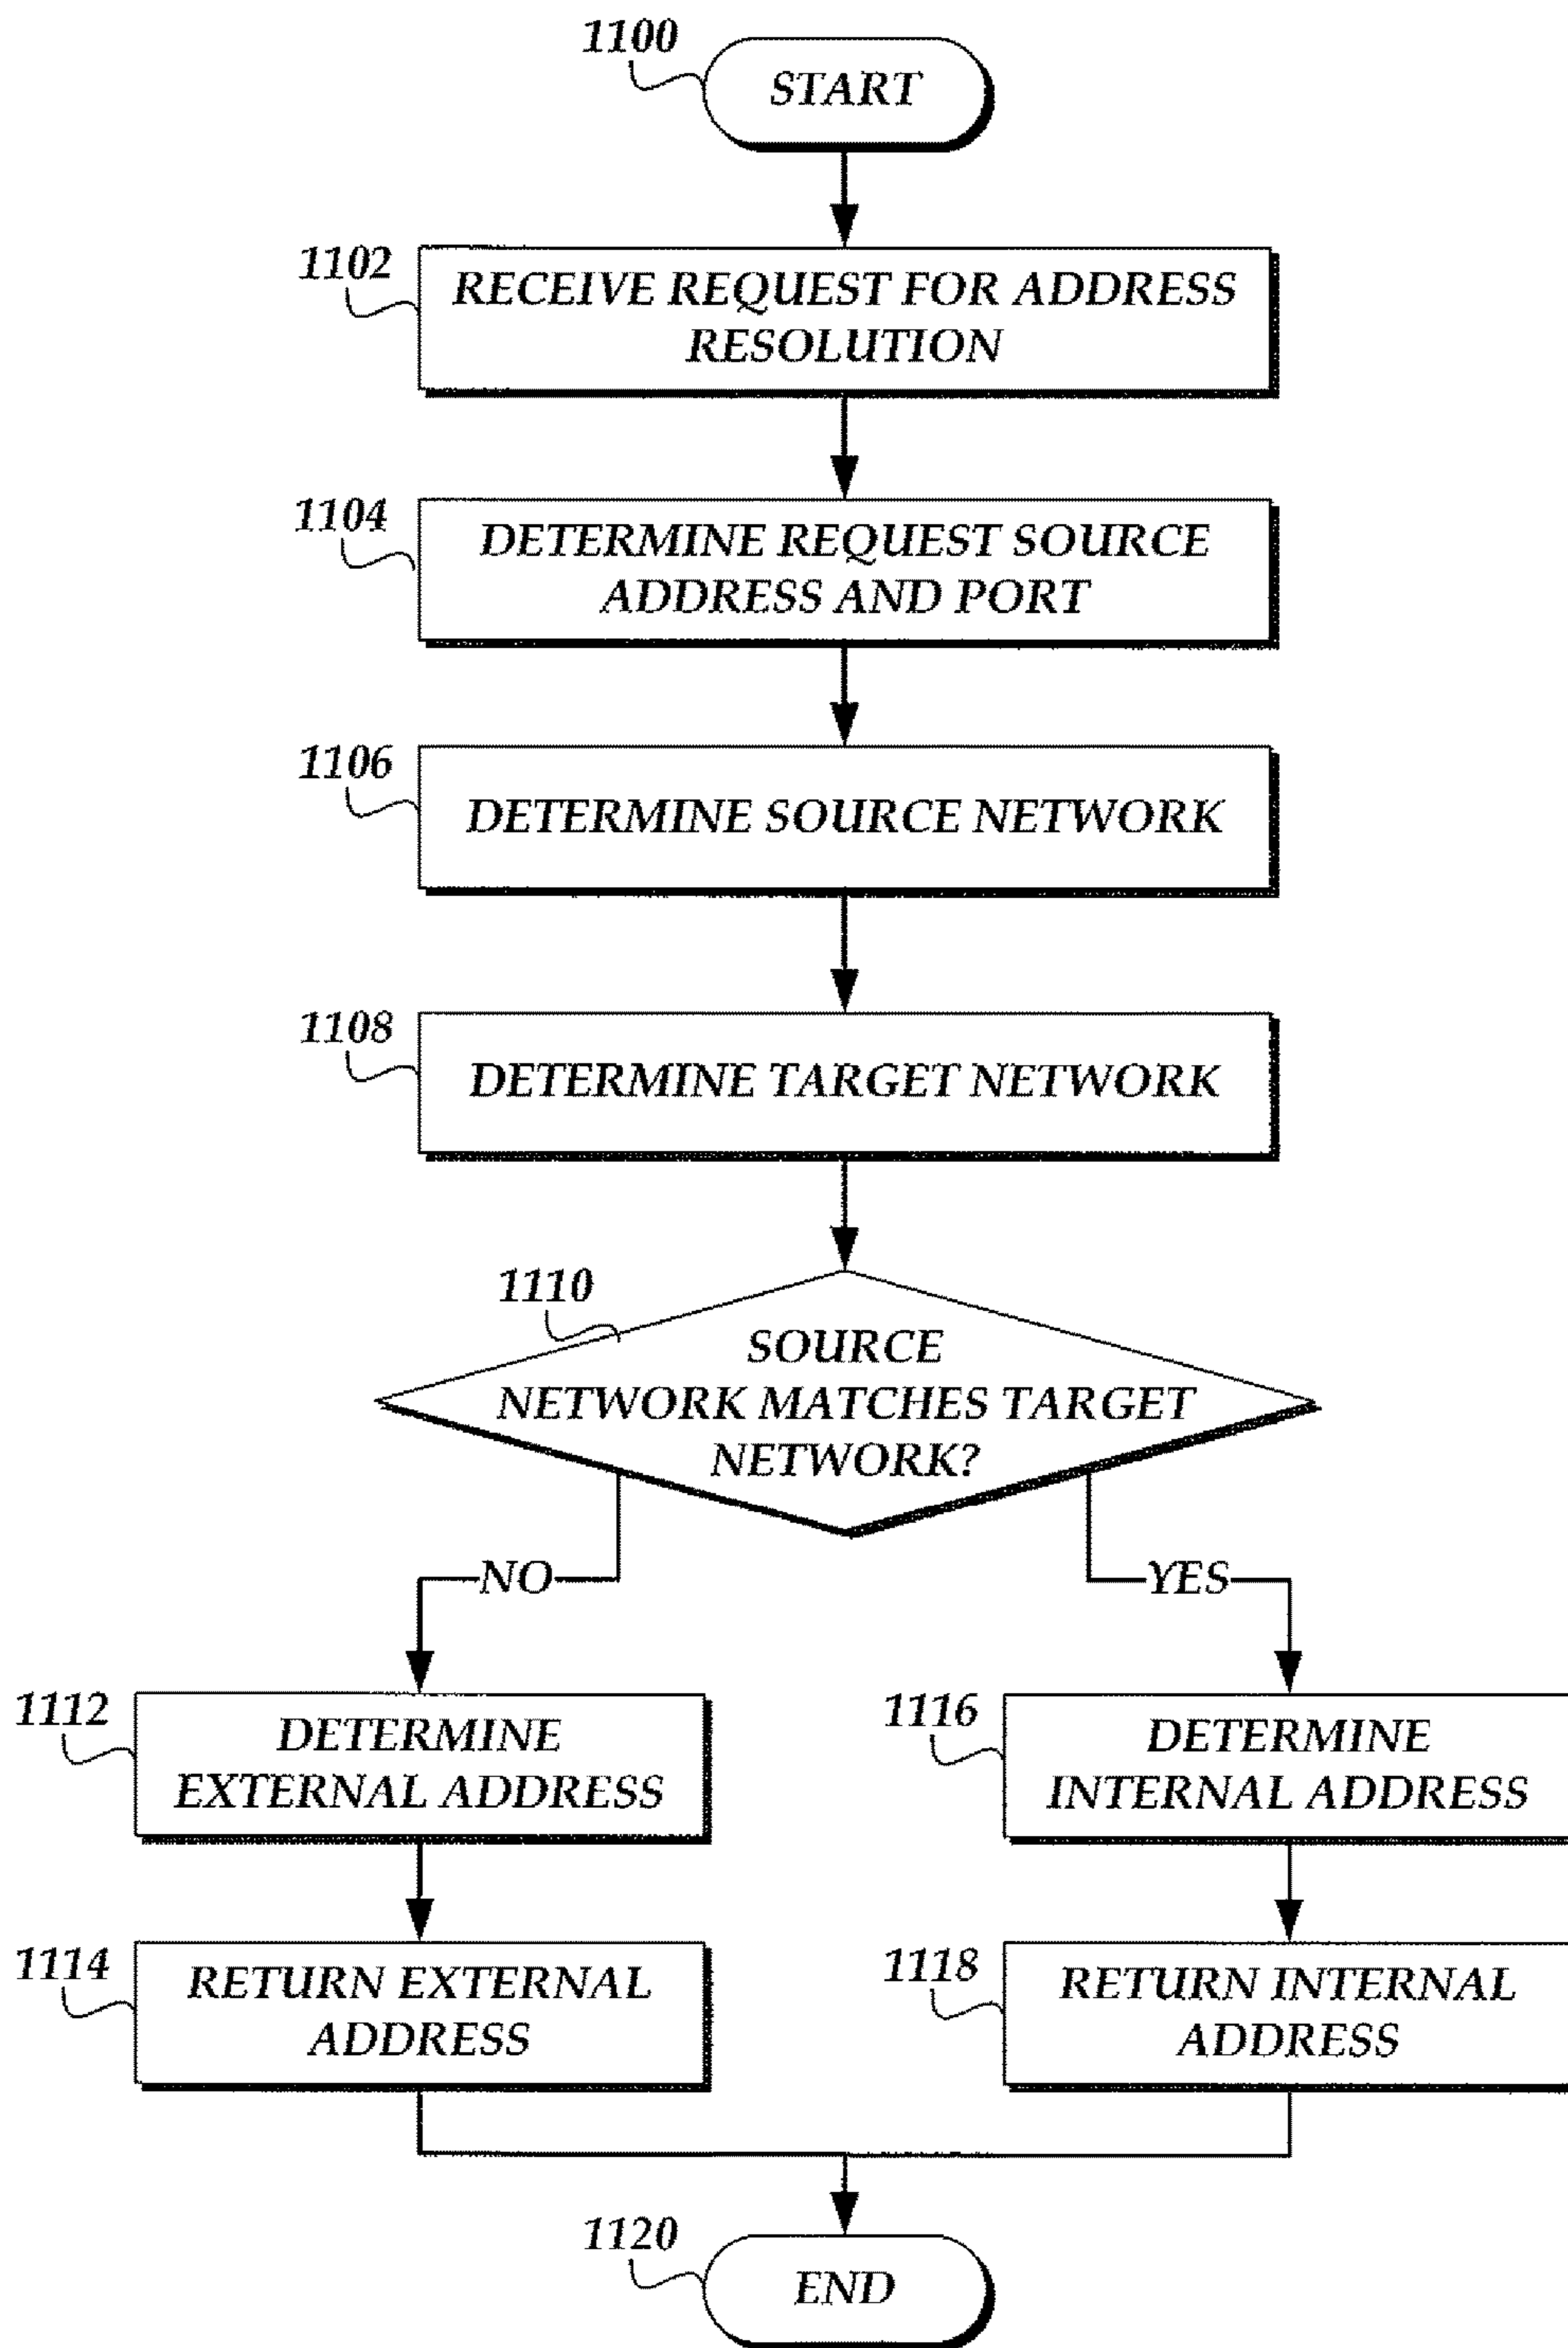 1100
START
1102
RECEIVE REQUEST FOR ADDRESS
RESOLUTION
1104
DETERMINE REQUEST SOURCE
ADDRESS AND PORT
1106
DETERMINE SOURCE NETWORK
1108
DETERMINE TARGET NETWORK
1110
SOURCE
NETWORK MATCHES TARGET
NETWORK?
NO
YES
1112
DETERMINE
EXTERNAL ADDRESS
1116
DETERMINE
INTERNAL ADDRESS
1114
RETURN EXTERNAL
ADDRESS
1118
RETURN INTERNAL
ADDRESS
1120
END